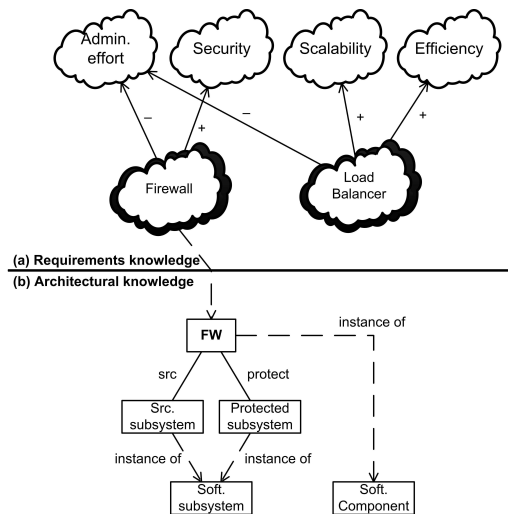 Admin.
effort
Security
Scalability
Efficiency
–
+
–
+
+
Firewall
Load
Balancer
(a) Requirements knowledge
(b) Architectural knowledge
FW
instance of
src
protect
Src.
subsystem
Protected
subsystem
instance of
instance of
Soft.
subsystem
Soft.
Component